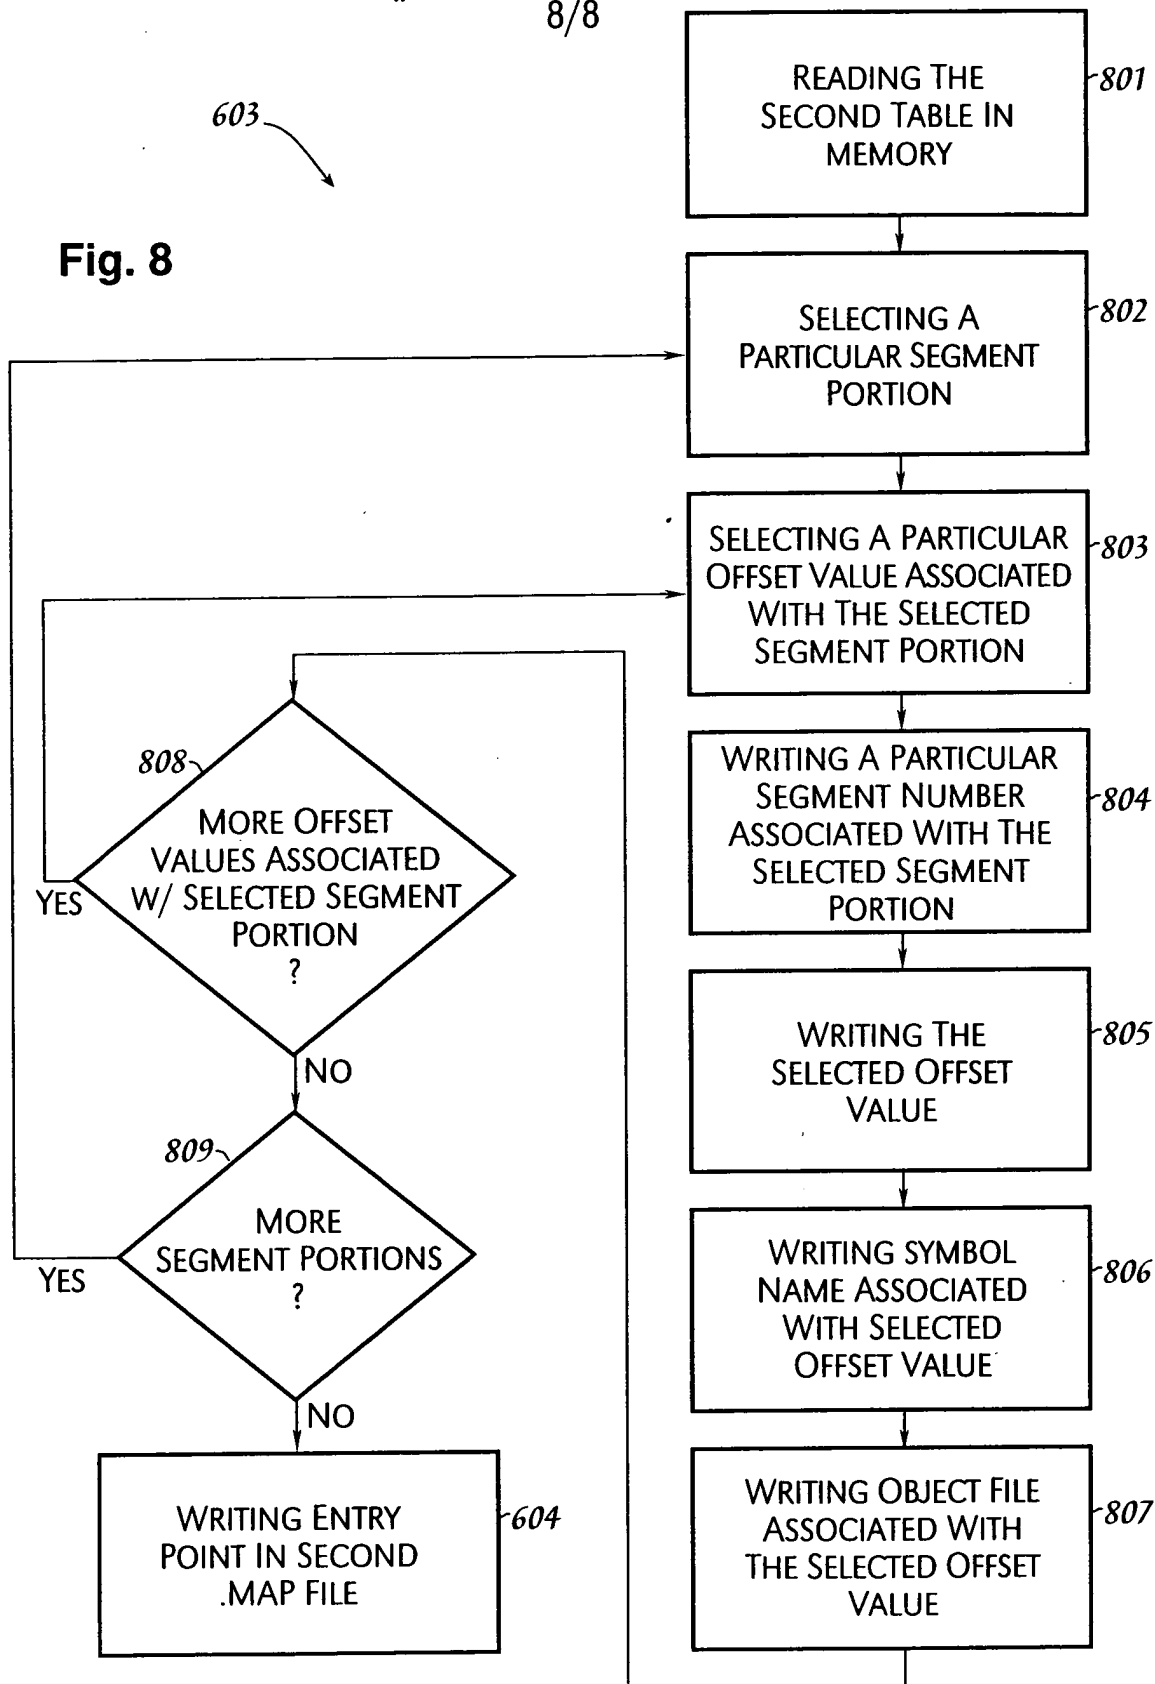 8/8
603
Fig. 8
READING THE
SECOND TABLE IN
MEMORY
801
SELECTING A
PARTICULAR SEGMENT
PORTION
802
SELECTING A PARTICULAR
OFFSET VALUE ASSOCIATED
WITH THE SELECTED
SEGMENT PORTION
803
WRITING A PARTICULAR
SEGMENT NUMBER
ASSOCIATED WITH THE
SELECTED SEGMENT
PORTION
804
WRITING THE
SELECTED OFFSET
VALUE
805
WRITING SYMBOL
NAME ASSOCIATED
WITH SELECTED
OFFSET VALUE
806
WRITING OBJECT FILE
ASSOCIATED WITH
THE SELECTED OFFSET
VALUE
807
808
MORE OFFSET
VALUES ASSOCIATED
W/ SELECTED SEGMENT
PORTION
?
YES
NO
809
MORE
SEGMENT PORTIONS
?
YES
NO
WRITING ENTRY
POINT IN SECOND
.MAP FILE
604